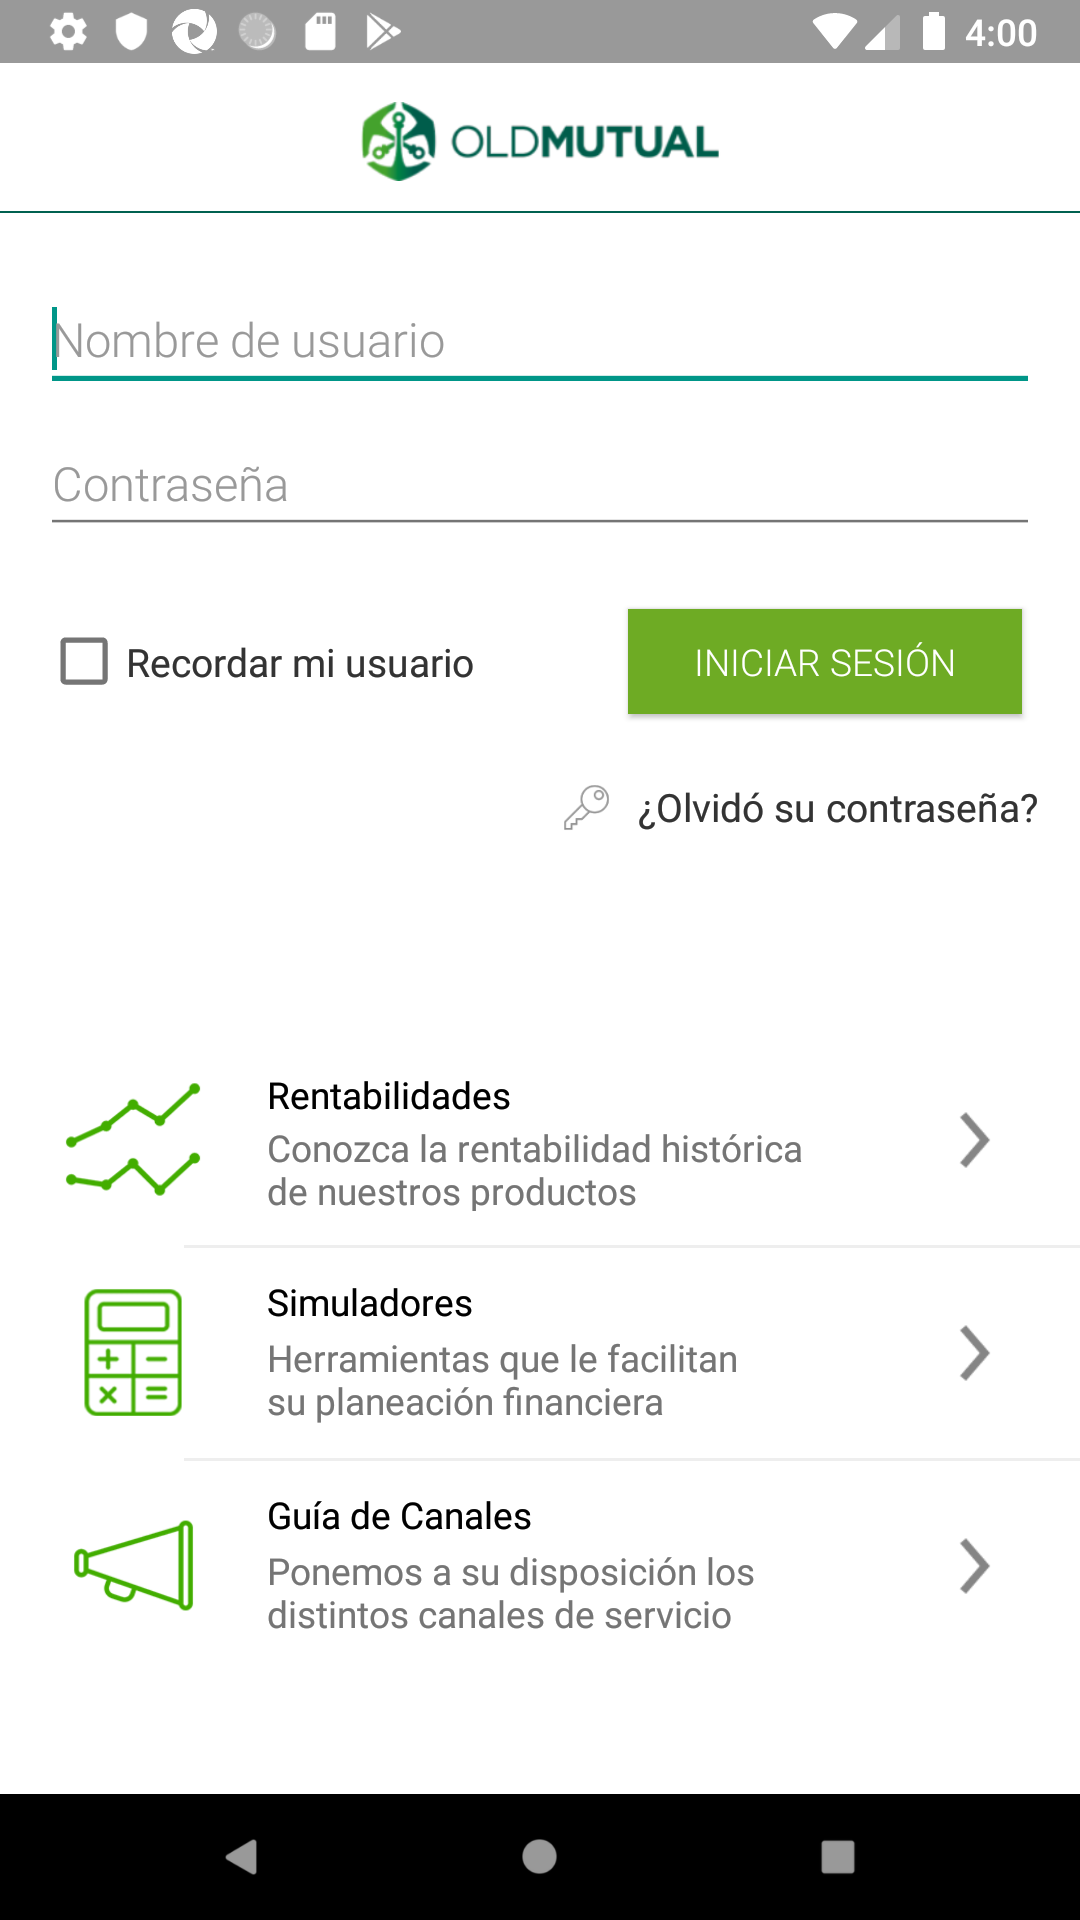 4:00
OLDMUTUAL
Nombre de usuario
Contraseña
Recordar mi usuario
INICIAR SESIÓN
¿Olvidó su contraseña?
Rentabilidades
Conozca la rentabilidad histórica
de nuestros productos
Simuladores
Herramientas que le facilitan
su planeación financiera
Guía de Canales
Ponemos a su disposición los
distintos canales de servicio